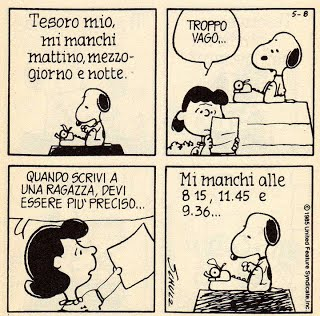 Tesoro mio,
mi manchi
mattino, mezzo-
giorno e notte.
TROPPO
VAGO...
5-8
QUANDO SCRIVI A
UNA RAGAZZA, DEVI
ESSERE PIU' PRECISO...
Mi manchi alle
8 15, 11.45 e
9.36...
© 1985 United Feature Syndicate, Inc.
SCHULZ